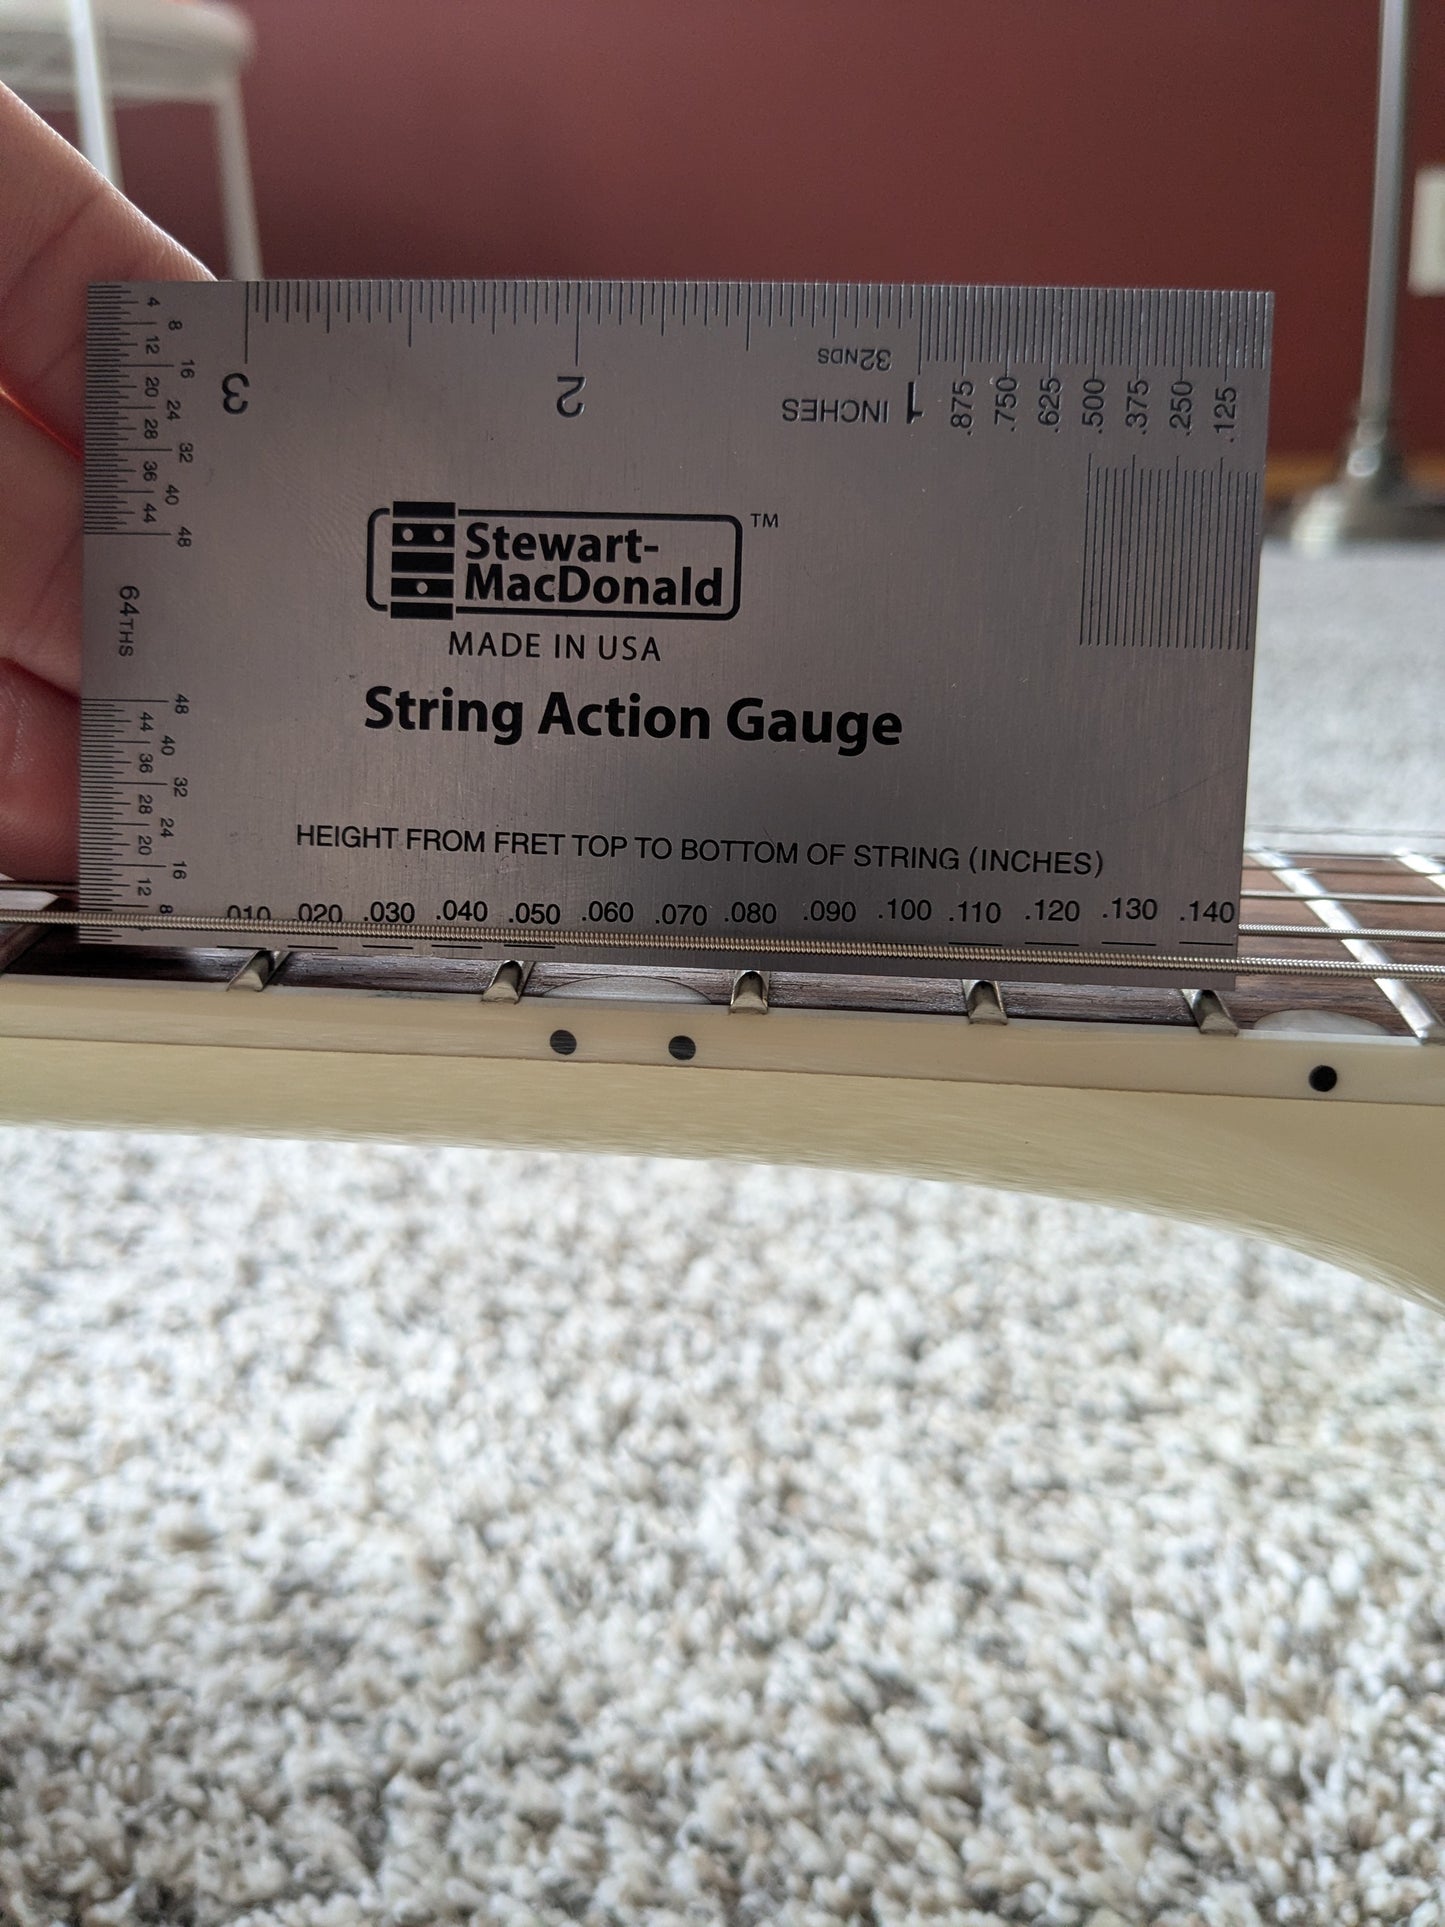 4 8 12 16 20 24 28 32 36 40 44 48
64THS
48 44 40 36 32 28 24 20 16 12 8
3 2 1
32NDS
INCHES
.875 .750 .625 .500 .375 .250 .125
Stewart-
MacDonald
TM
MADE IN USA
String Action Gauge
HEIGHT FROM FRET TOP TO BOTTOM OF STRING (INCHES)
.010 .020 .030 .040 .050 .060 .070 .080 .090 .100 .110 .120 .130 .140